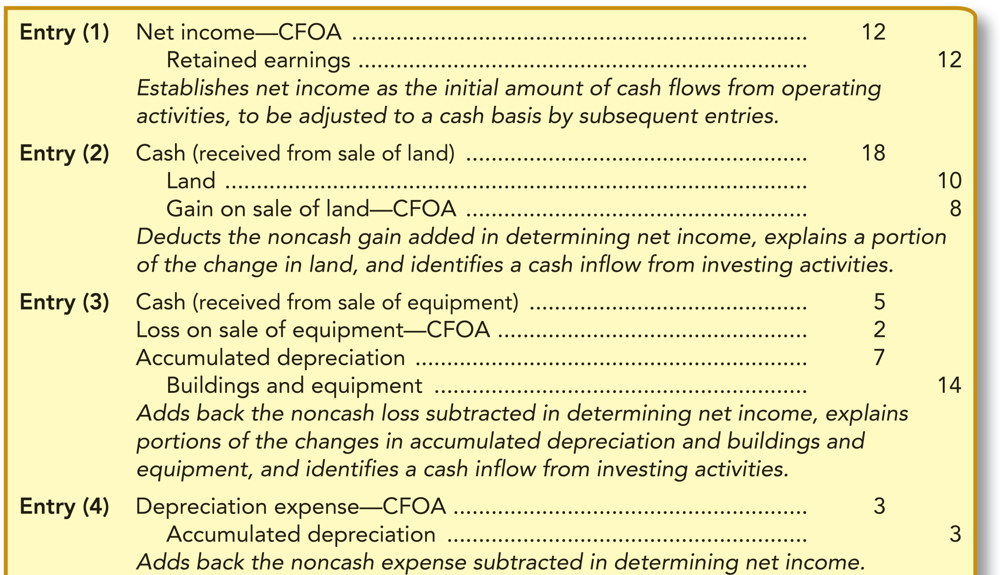 Entry (1) Net income—CFOA ........................................................................ 12
Retained earnings ....................................................................... 12
Establishes net income as the initial amount of cash flows from operating
activities, to be adjusted to a cash basis by subsequent entries.
Entry (2) Cash (received from sale of land) ...................................................... 18
Land ............................................................................................ 10
Gain on sale of land—CFOA ...................................................... 8
Deducts the noncash gain added in determining net income, explains a portion
of the change in land, and identifies a cash inflow from investing activities.
Entry (3) Cash (received from sale of equipment) ............................................ 5
Loss on sale of equipment—CFOA ................................................. 2
Accumulated depreciation .............................................................. 7
Buildings and equipment ........................................................... 14
Adds back the noncash loss subtracted in determining net income, explains
portions of the changes in accumulated depreciation and buildings and
equipment, and identifies a cash inflow from investing activities.
Entry (4) Depreciation expense—CFOA ........................................................ 3
Accumulated depreciation ......................................................... 3
Adds back the noncash expense subtracted in determining net income.